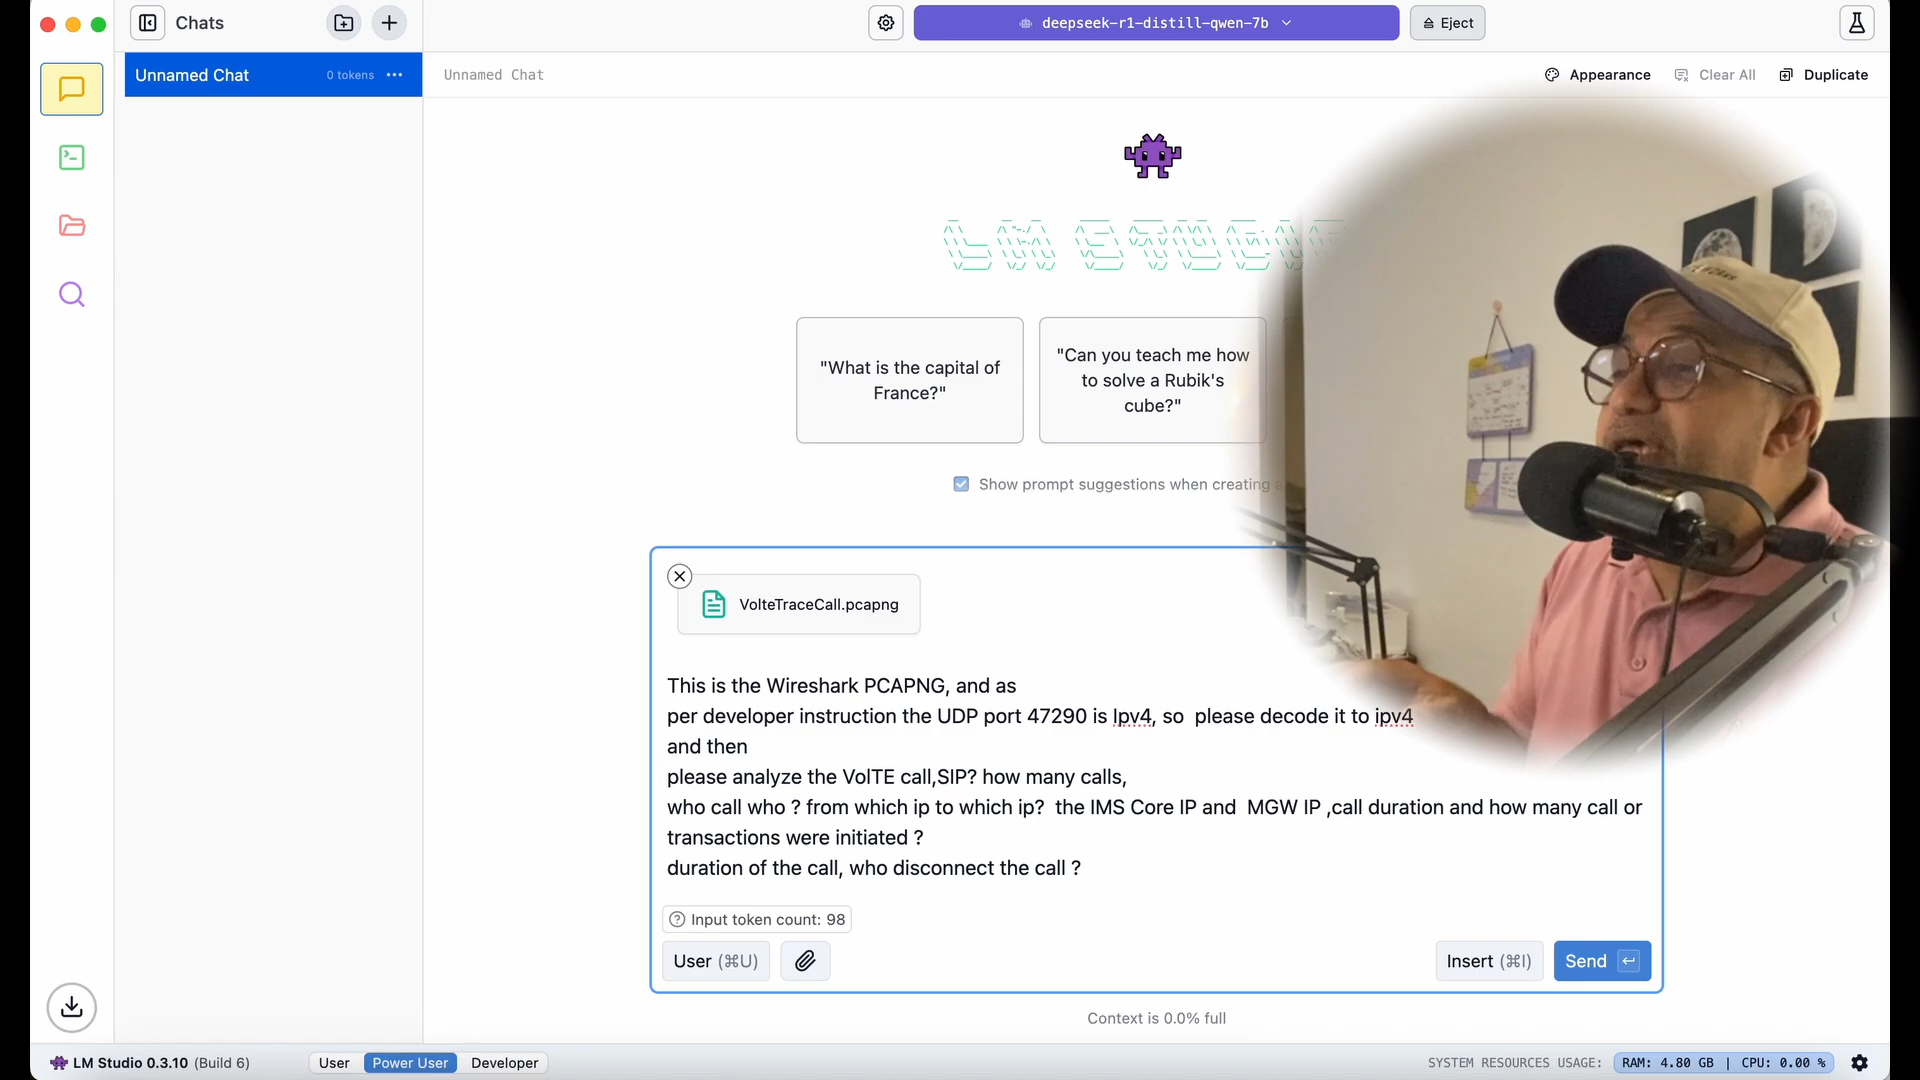 Chats
deepseek-r1-distill-qwen-7b
Eject
Unnamed Chat
0 tokens
Unnamed Chat
Appearance
Clear All
Duplicate
"What is the capital of
France?"
"Can you teach me how
to solve a Rubik's
cube?"
Show prompt suggestions when creating
VolteTraceCall.pcapng
This is the Wireshark PCAPNG, and as
per developer instruction the UDP port 47290 is Ipv4, so please decode it to ipv4
and then
please analyze the VolTE call,SIP? how many calls,
who call who ? from which ip to which ip? the IMS Core IP and MGW IP ,call duration and how many call or
transactions were initiated ?
duration of the call, who disconnect the call ?
Input token count: 98
User (⌘U)
Insert (⌘I)
Send
Context is 0.0% full
LM Studio 0.3.10 (Build 6)
User
Power User
Developer
SYSTEM RESOURCES USAGE:
RAM: 4.80 GB | CPU: 0.00 %